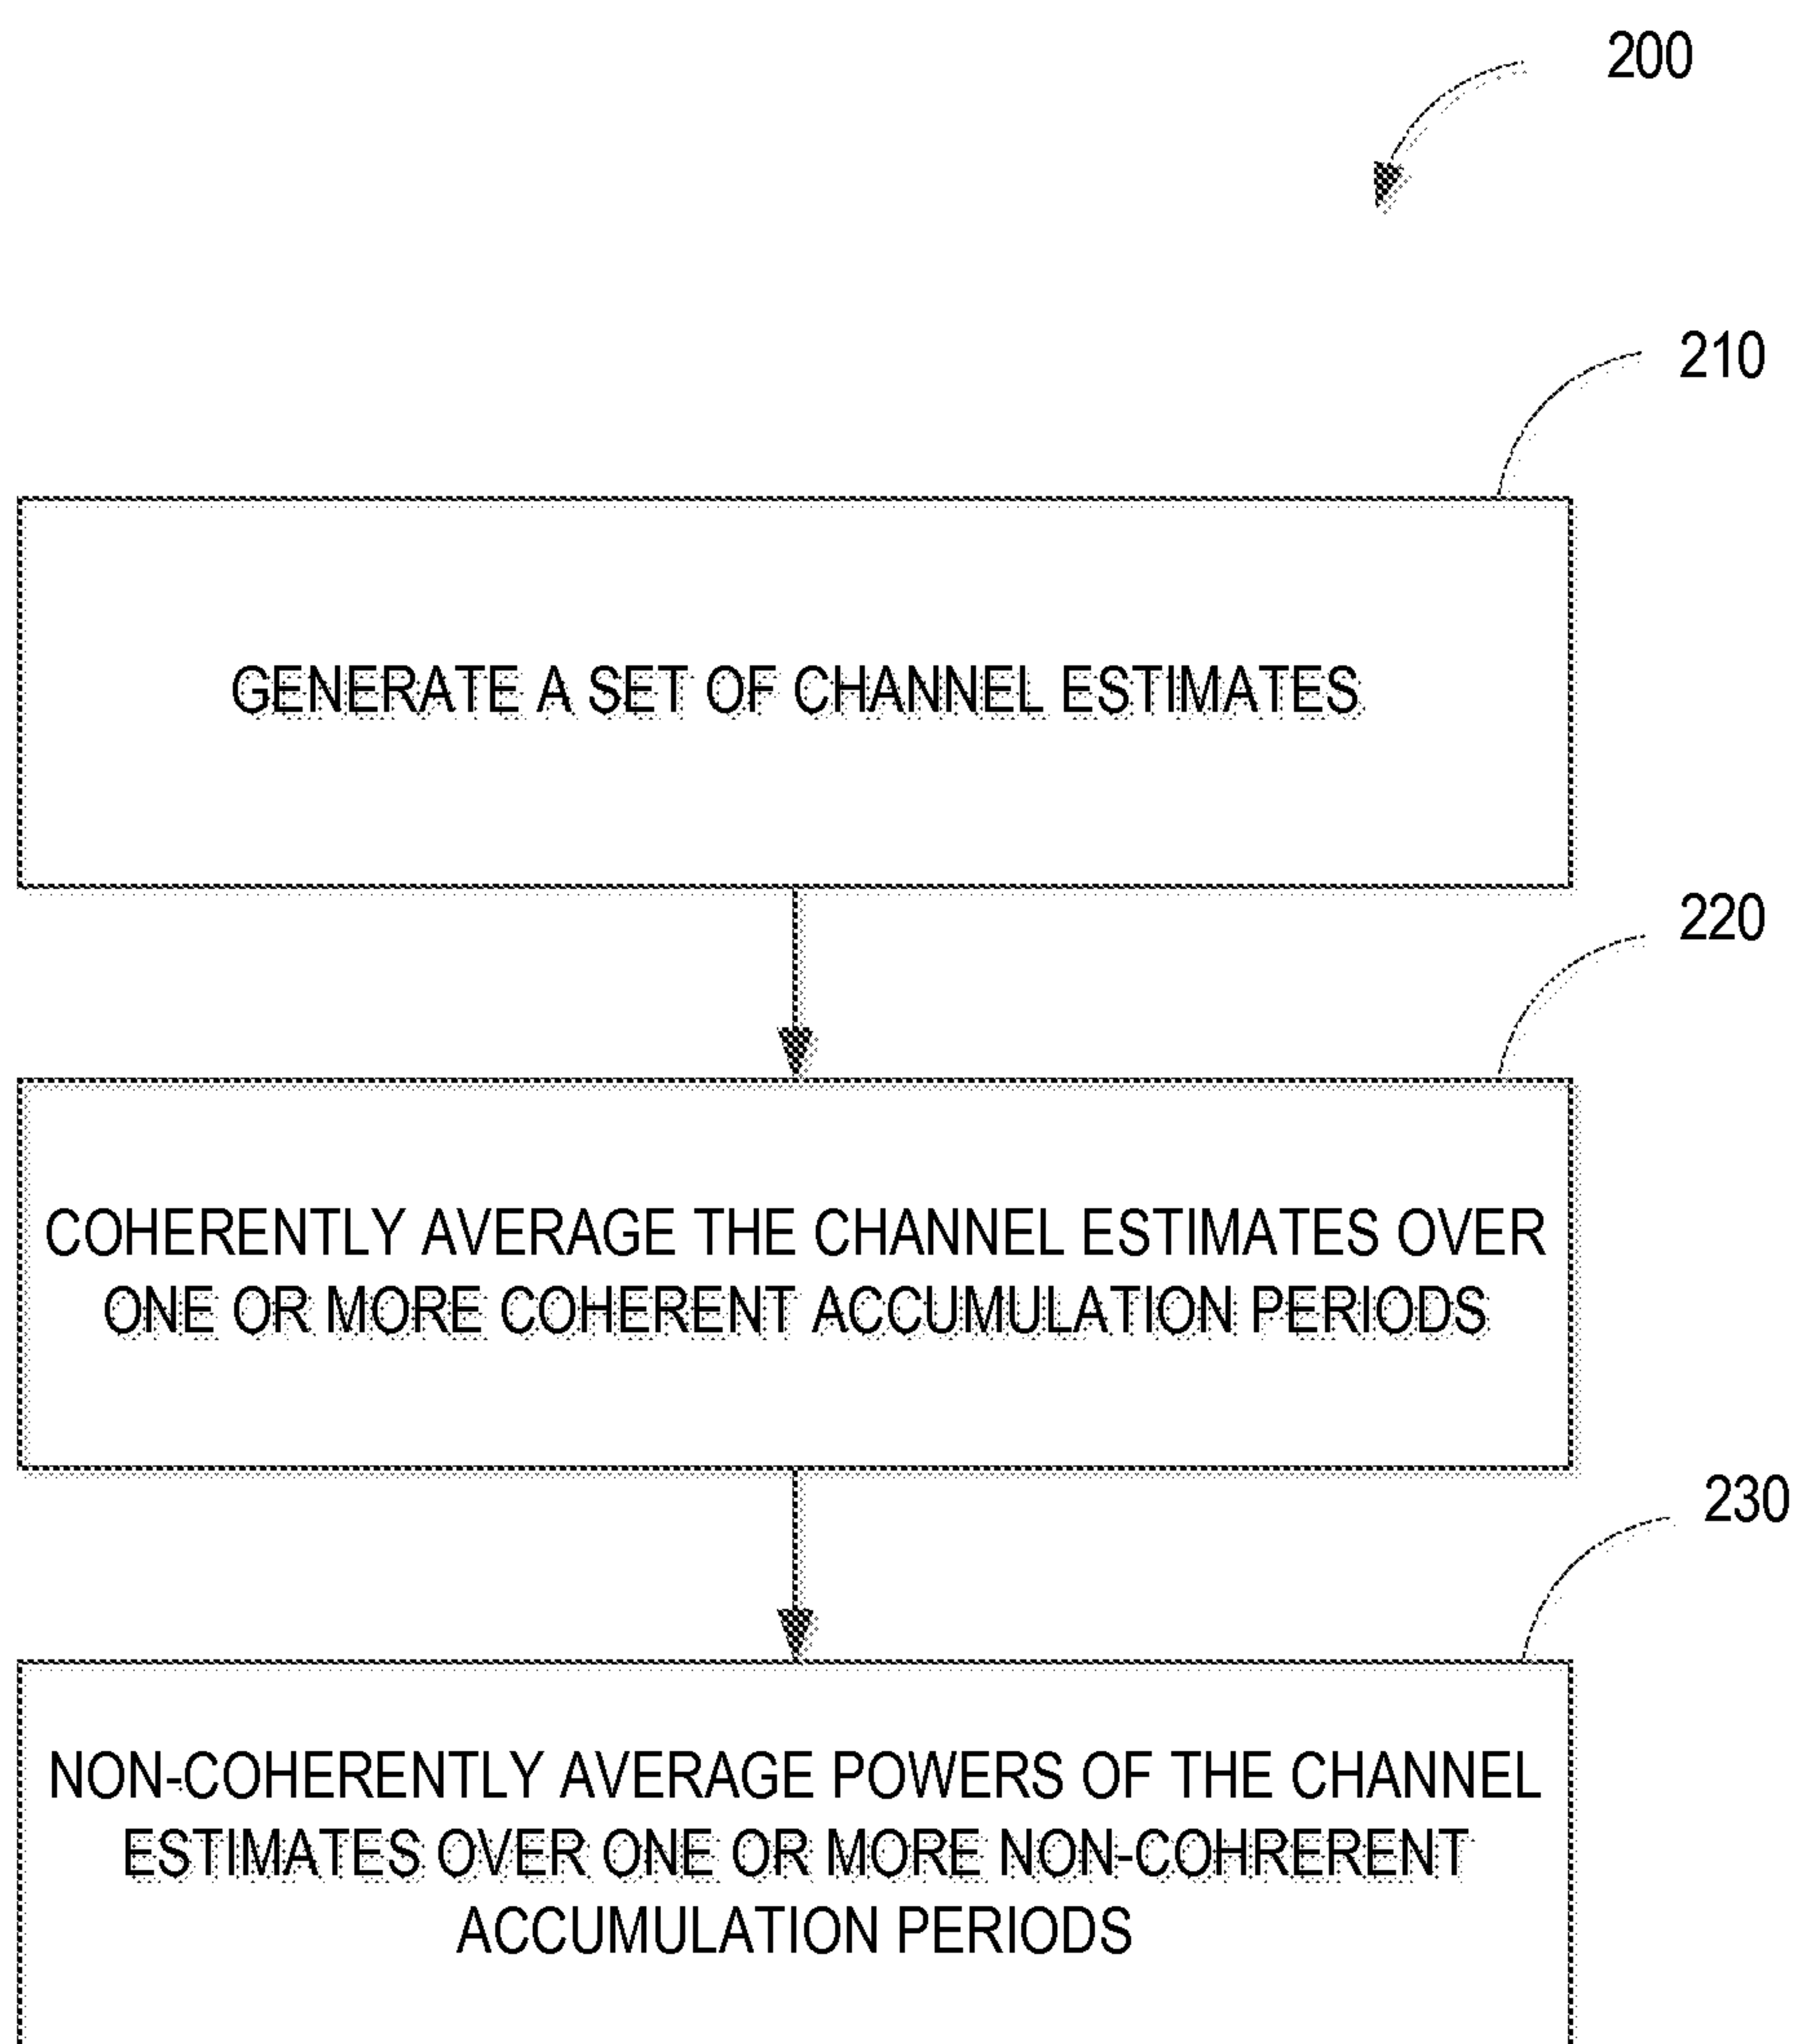 200
210
GENERATE A SET OF CHANNEL ESTIMATES
220
COHERENTLY AVERAGE THE CHANNEL ESTIMATES OVER
ONE OR MORE COHERENT ACCUMULATION PERIODS
230
NON-COHERENTLY AVERAGE POWERS OF THE CHANNEL
ESTIMATES OVER ONE OR MORE NON-COHRERENT
ACCUMULATION PERIODS